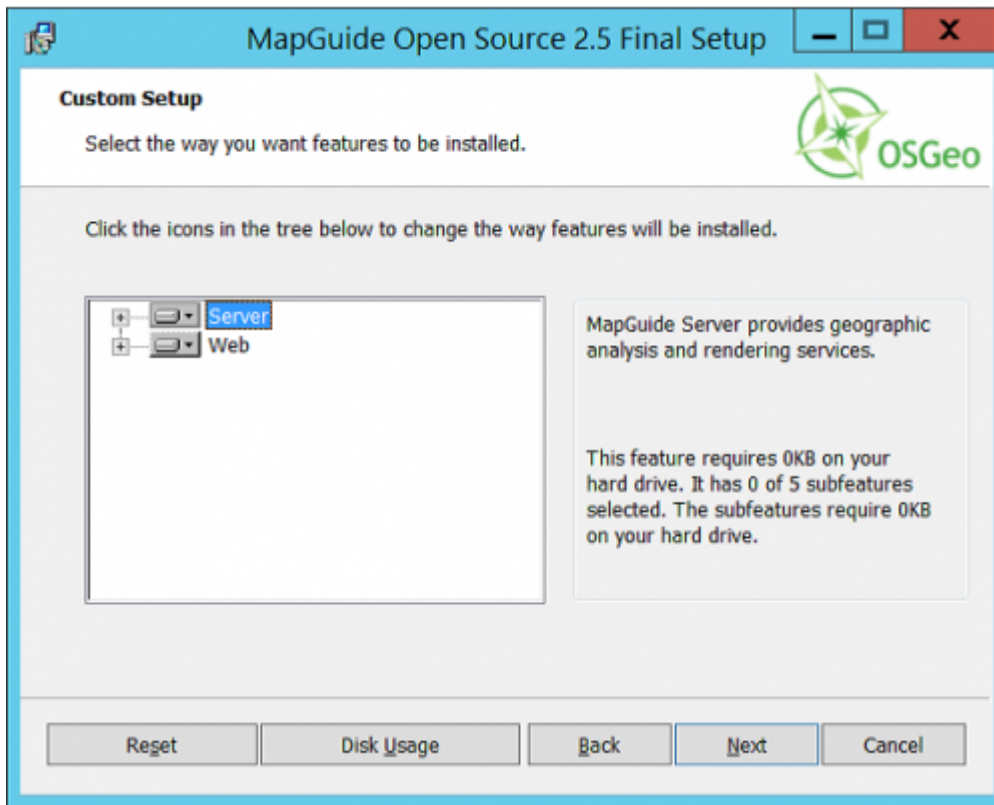 MapGuide Open Source 2.5 Final Setup
Custom Setup
Select the way you want features to be installed.
OSGeo
Click the icons in the tree below to change the way features will be installed.
Server
Web
MapGuide Server provides geographic
analysis and rendering services.
This feature requires 0KB on your
hard drive. It has 0 of 5 subfeatures
selected. The subfeatures require 0KB
on your hard drive.
Reset Disk Usage Back Next Cancel